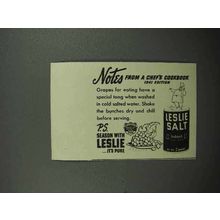 Notes FROM A CHEF'S COOKBOOK
1941 EDITION
Grapes for eating have a
special tang when washed
in cold salted water. Shake
the bunches dry and chill
before serving.
P.S.
SEASON WITH
LESLIE
...IT'S PURE
LESLIE
SALT